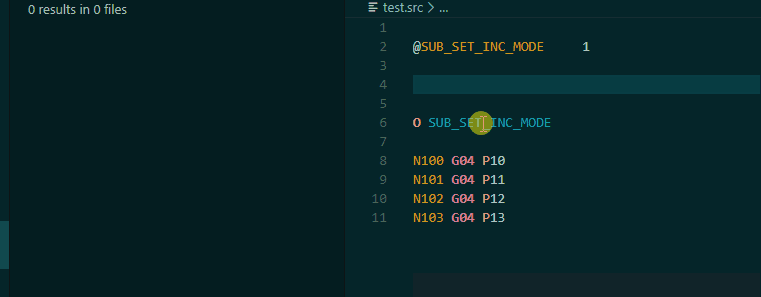 0 results in 0 files
test.src > ...
1
2 @SUB_SET_INC_MODE 1
3
4
5
6 O SUB_SET_INC_MODE
7
8 N100 G04 P10
9 N101 G04 P11
10 N102 G04 P12
11 N103 G04 P13